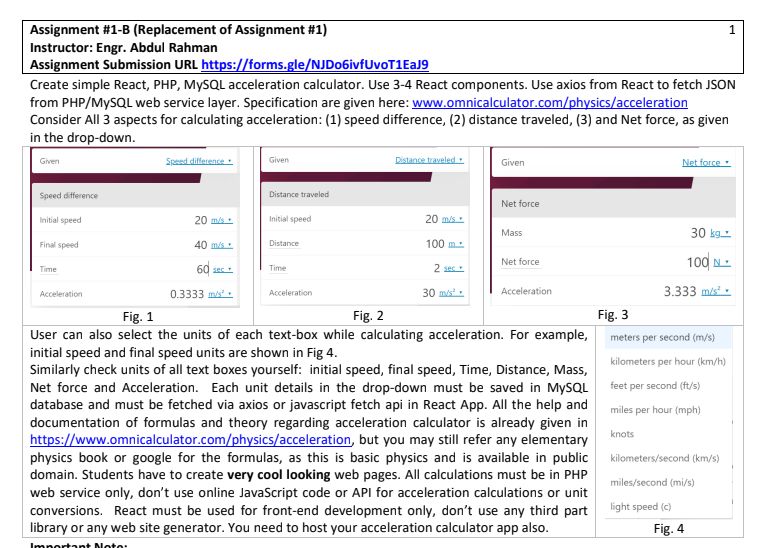 Assignment #1-B (Replacement of Assignment #1) 1
Instructor: Engr. Abdul Rahman
Assignment Submission URL https://forms.gle/NJDo6ivfUvoT1EaJ9
Create simple React, PHP, MySQL acceleration calculator. Use 3-4 React components. Use axios from React to fetch JSON
from PHP/MySQL web service layer. Specification are given here: www.omnicalculator.com/physics/acceleration
Consider All 3 aspects for calculating acceleration: (1) speed difference, (2) distance traveled, (3) and Net force, as given
in the drop-down.
Given Speed difference
Speed difference
Initial speed 20 m/s
Final speed 40 m/s
Time 60 sec
Acceleration 0.3333 m/s²
Fig. 1
Given Distance traveled
Distance traveled
Initial speed 20 m/s
Distance 100 m
Time 2 sec
Acceleration 30 m/s²
Fig. 2
Given Net force
Net force
Mass 30 kg
Net force 100 N
Acceleration 3.333 m/s²
Fig. 3
User can also select the units of each text-box while calculating acceleration. For example,
initial speed and final speed units are shown in Fig 4.
Similarly check units of all text boxes yourself: initial speed, final speed, Time, Distance, Mass,
Net force and Acceleration. Each unit details in the drop-down must be saved in MySQL
database and must be fetched via axios or javascript fetch api in React App. All the help and
documentation of formulas and theory regarding acceleration calculator is already given in
https://www.omnicalculator.com/physics/acceleration, but you may still refer any elementary
physics book or google for the formulas, as this is basic physics and is available in public
domain. Students have to create very cool looking web pages. All calculations must be in PHP
web service only, don't use online JavaScript code or API for acceleration calculations or unit
conversions. React must be used for front-end development only, don't use any third part
library or any web site generator. You need to host your acceleration calculator app also.
meters per second (m/s)
kilometers per hour (km/h)
feet per second (ft/s)
miles per hour (mph)
knots
kilometers/second (km/s)
miles/second (mi/s)
light speed (c)
Fig. 4
Important Note: